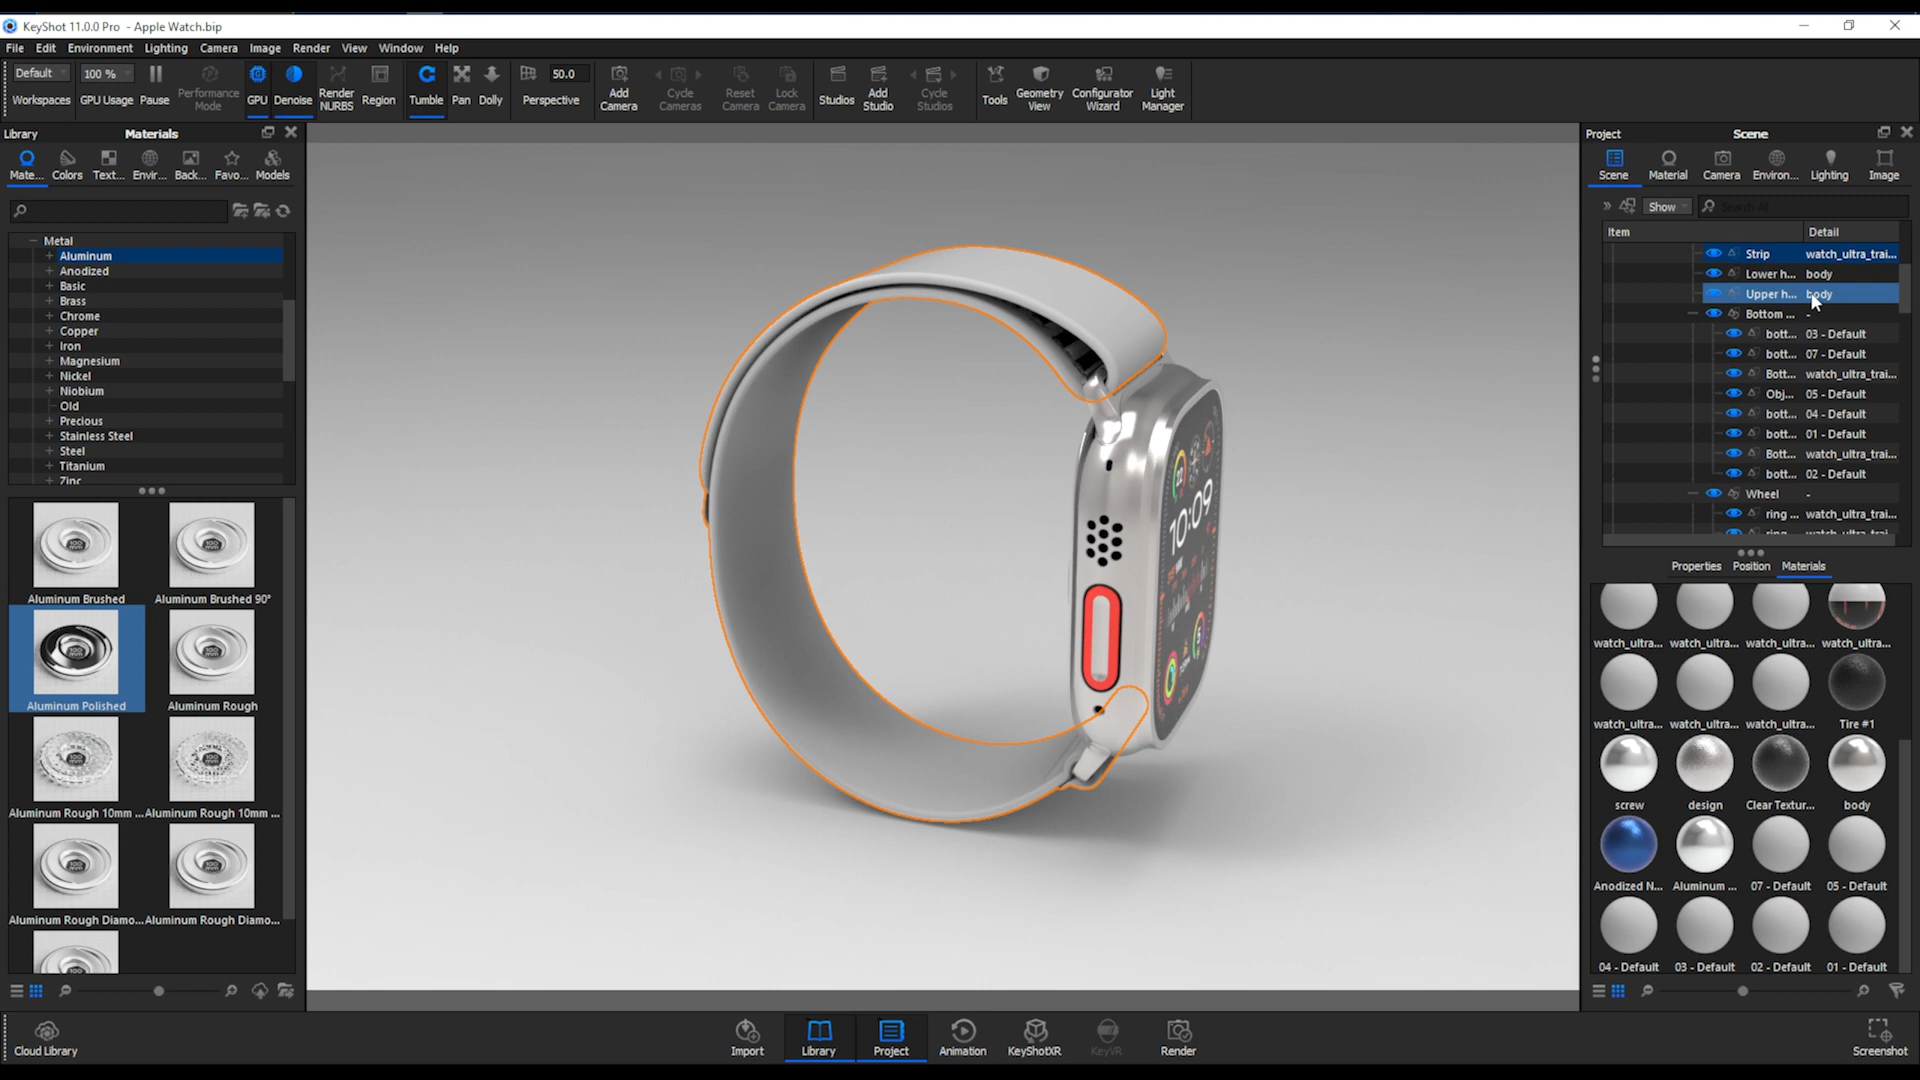 KeyShot 11.0.0 Pro - Apple Watch.bip
File Edit Environment Lighting Camera Image Render View Window Help
Default 100 % 50.0
Workspaces GPU Usage Pause Performance Mode GPU Denoise Render NURBS Region Tumble Pan Dolly Perspective Add Camera Cycle Cameras Reset Camera Lock Camera Studios Add Studio Cycle Studios Tools Geometry View Configurator Wizard Light Manager
Library Materials
Mate... Colors Text... Envir... Back... Favo... Models
Metal
Aluminum
Anodized
Basic
Brass
Chrome
Copper
Iron
Magnesium
Nickel
Niobium
Old
Precious
Stainless Steel
Steel
Titanium
Zinc
Aluminum Brushed Aluminum Brushed 90°
Aluminum Polished Aluminum Rough
Aluminum Rough 10mm ... Aluminum Rough 10mm ...
Aluminum Rough Diamo... Aluminum Rough Diamo...
10:09
Project Scene
Scene Material Camera Environ... Lighting Image
Show Search All
Item Detail
Strip watch_ultra_trai...
Lower h... body
Upper h... body
Bottom ... -
bott... 03 - Default
bott... 07 - Default
Bott... watch_ultra_trai...
Obj... 05 - Default
bott... 04 - Default
bott... 01 - Default
Bott... watch_ultra_trai...
bott... 02 - Default
Wheel -
ring ... watch_ultra_trai...
ring watch_ultra_trai...
Properties Position Materials
watch_ultra... watch_ultra... watch_ultra... watch_ultra...
watch_ultra... watch_ultra... watch_ultra... Tire #1
screw design Clear Textur... body
Anodized N... Aluminum ... 07 - Default 05 - Default
04 - Default 03 - Default 02 - Default 01 - Default
Cloud Library Import Library Project Animation KeyShotXR KeyVR Render Screenshot